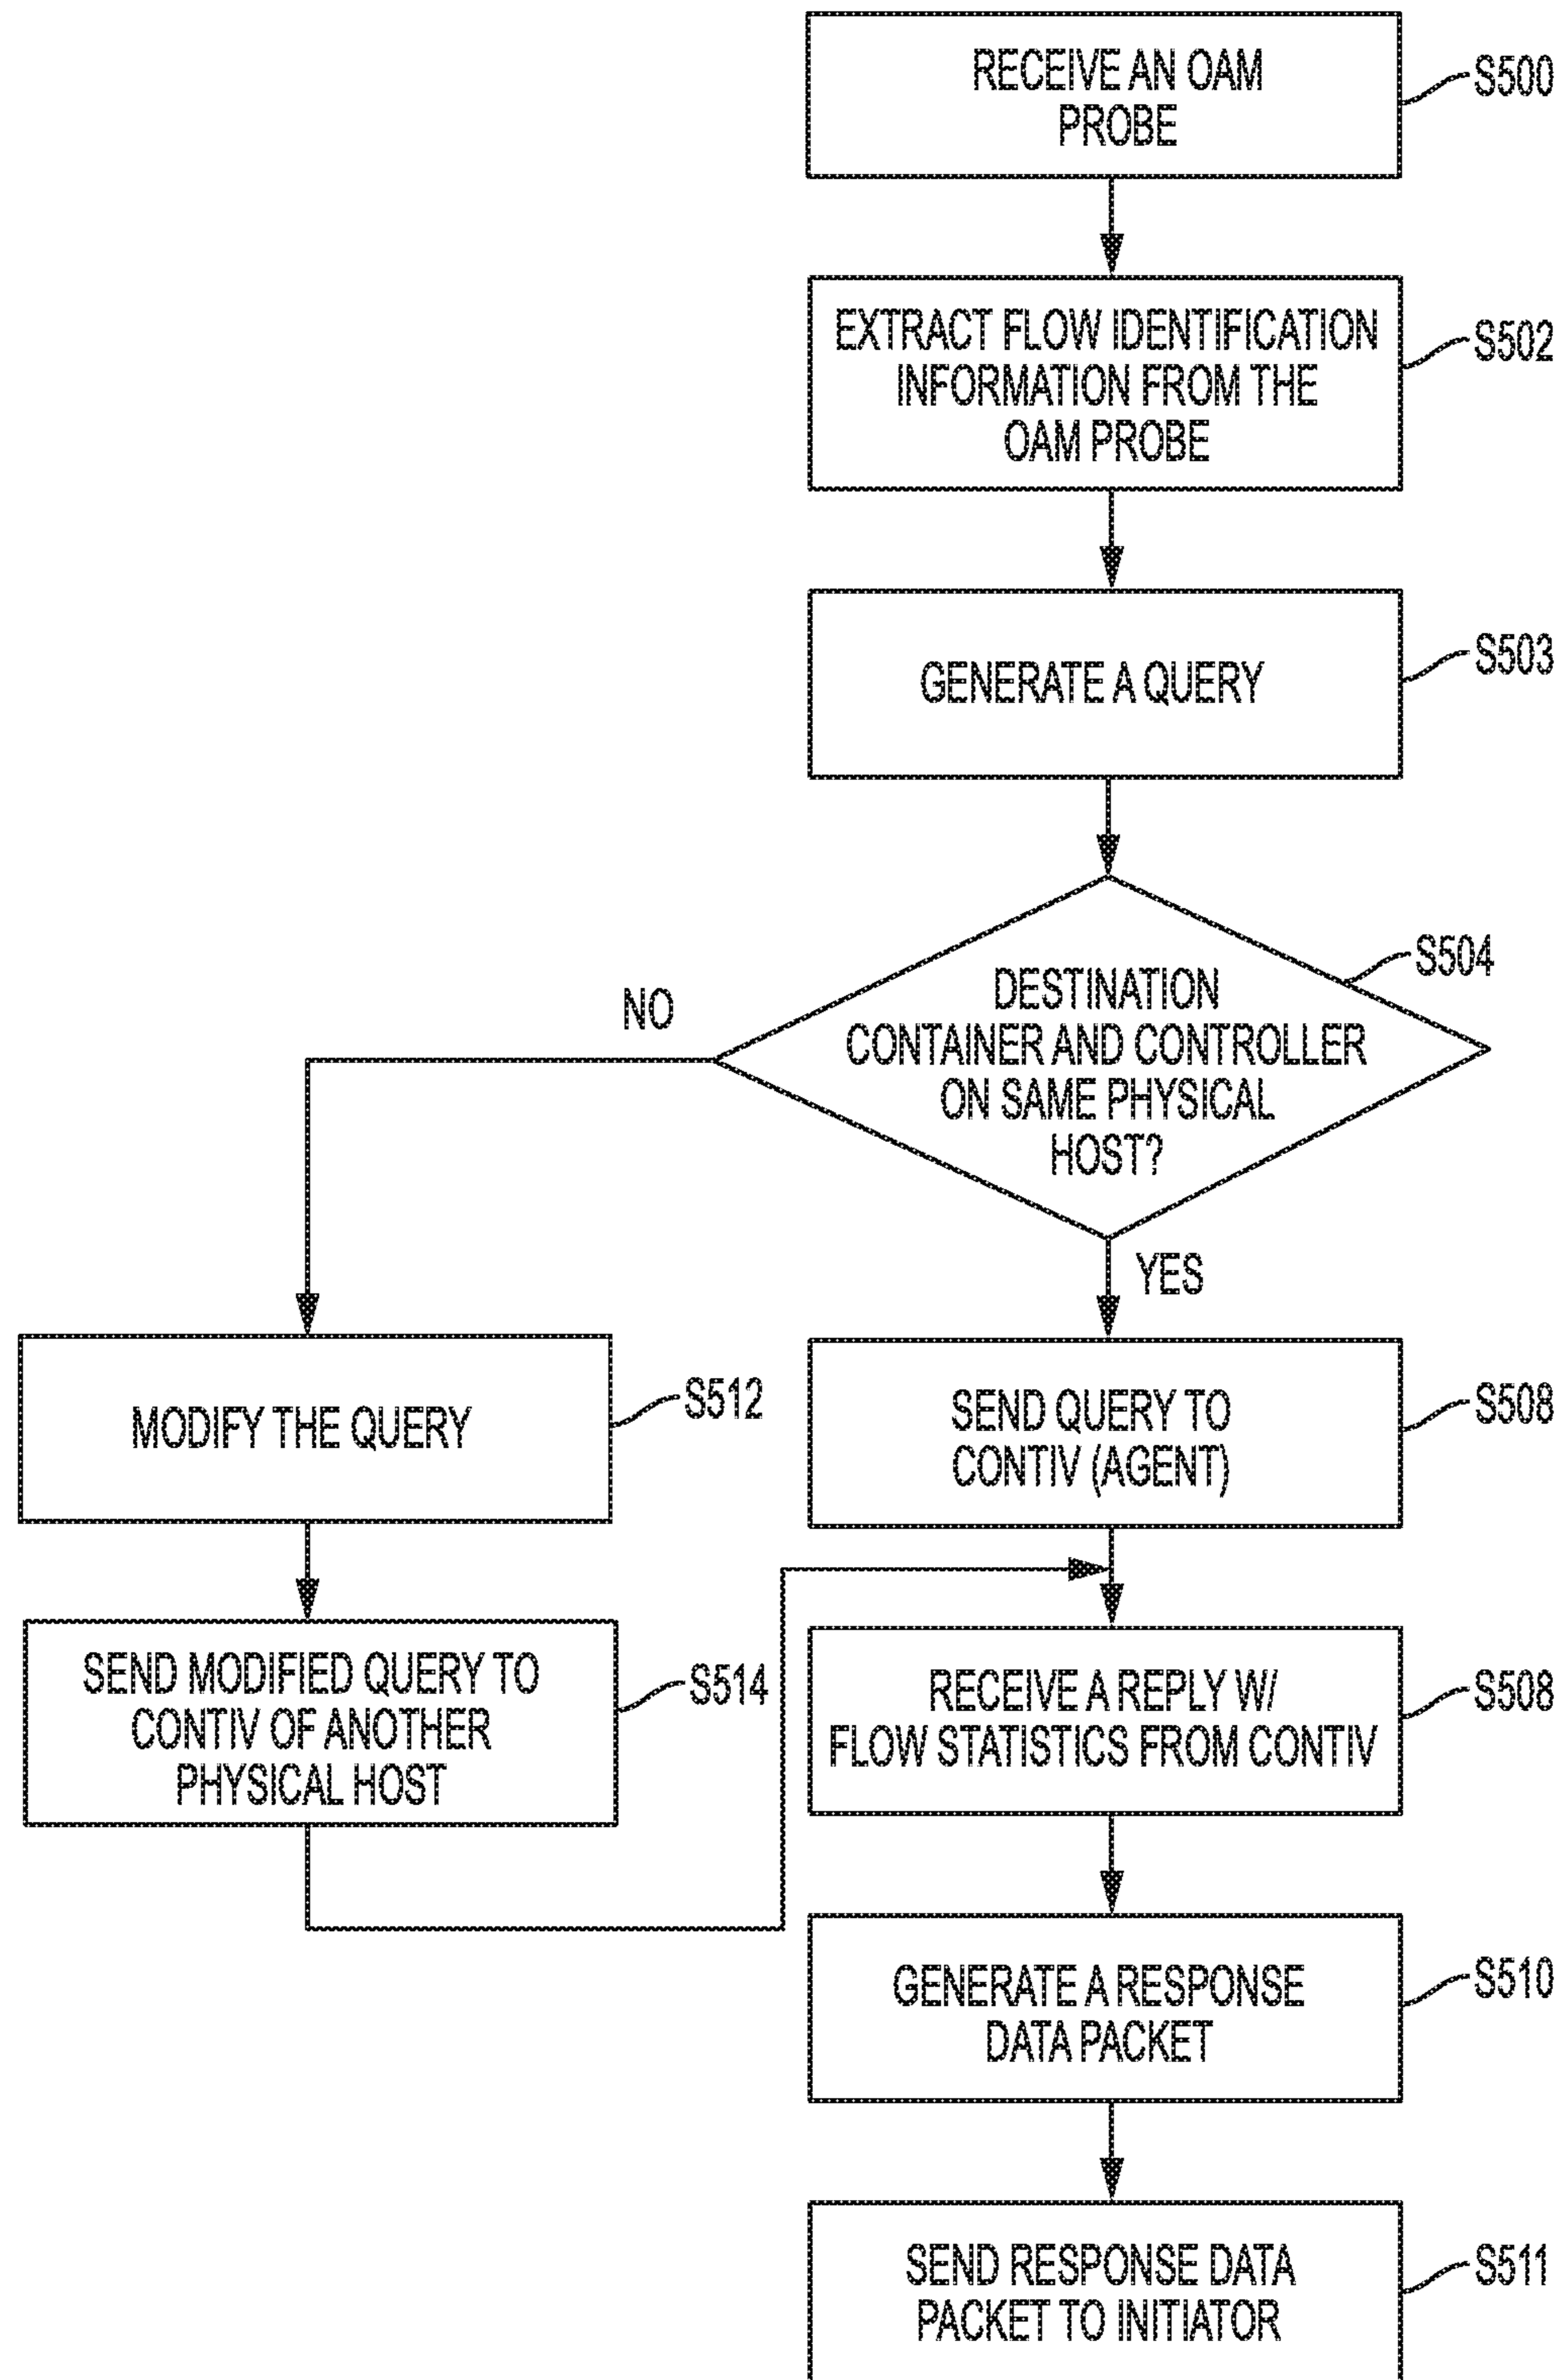 RECEIVE AN OAM
PROBE
S500
EXTRACT FLOW IDENTIFICATION
INFORMATION FROM THE
OAM PROBE
S502
GENERATE A QUERY
S503
DESTINATION
CONTAINER AND CONTROLLER
ON SAME PHYSICAL
HOST?
S504
NO
YES
MODIFY THE QUERY
S512
SEND QUERY TO
CONTIV (AGENT)
S508
SEND MODIFIED QUERY TO
CONTIV OF ANOTHER
PHYSICAL HOST
S514
RECEIVE A REPLY W/
FLOW STATISTICS FROM CONTIV
S508
GENERATE A RESPONSE
DATA PACKET
S510
SEND RESPONSE DATA
PACKET TO INITIATOR
S511